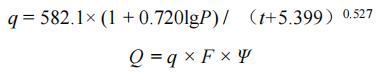 q = 582.1× (1 + 0.720lgP) / （t+5.399）0.527
Q = q × F × Ψ